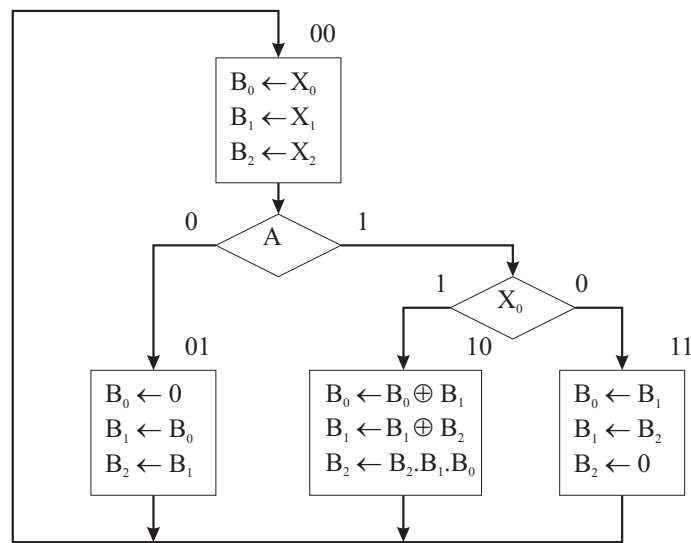 00
B₀ ← X₀
B₁ ← X₁
B₂ ← X₂
0
A
1
1
X₀
0
01
10
11
B₀ ← 0
B₁ ← B₀
B₂ ← B₁
B₀ ← B₀ ⊕ B₁
B₁ ← B₁ ⊕ B₂
B₂ ← B₂.B₁.B₀
B₀ ← B₁
B₁ ← B₂
B₂ ← 0